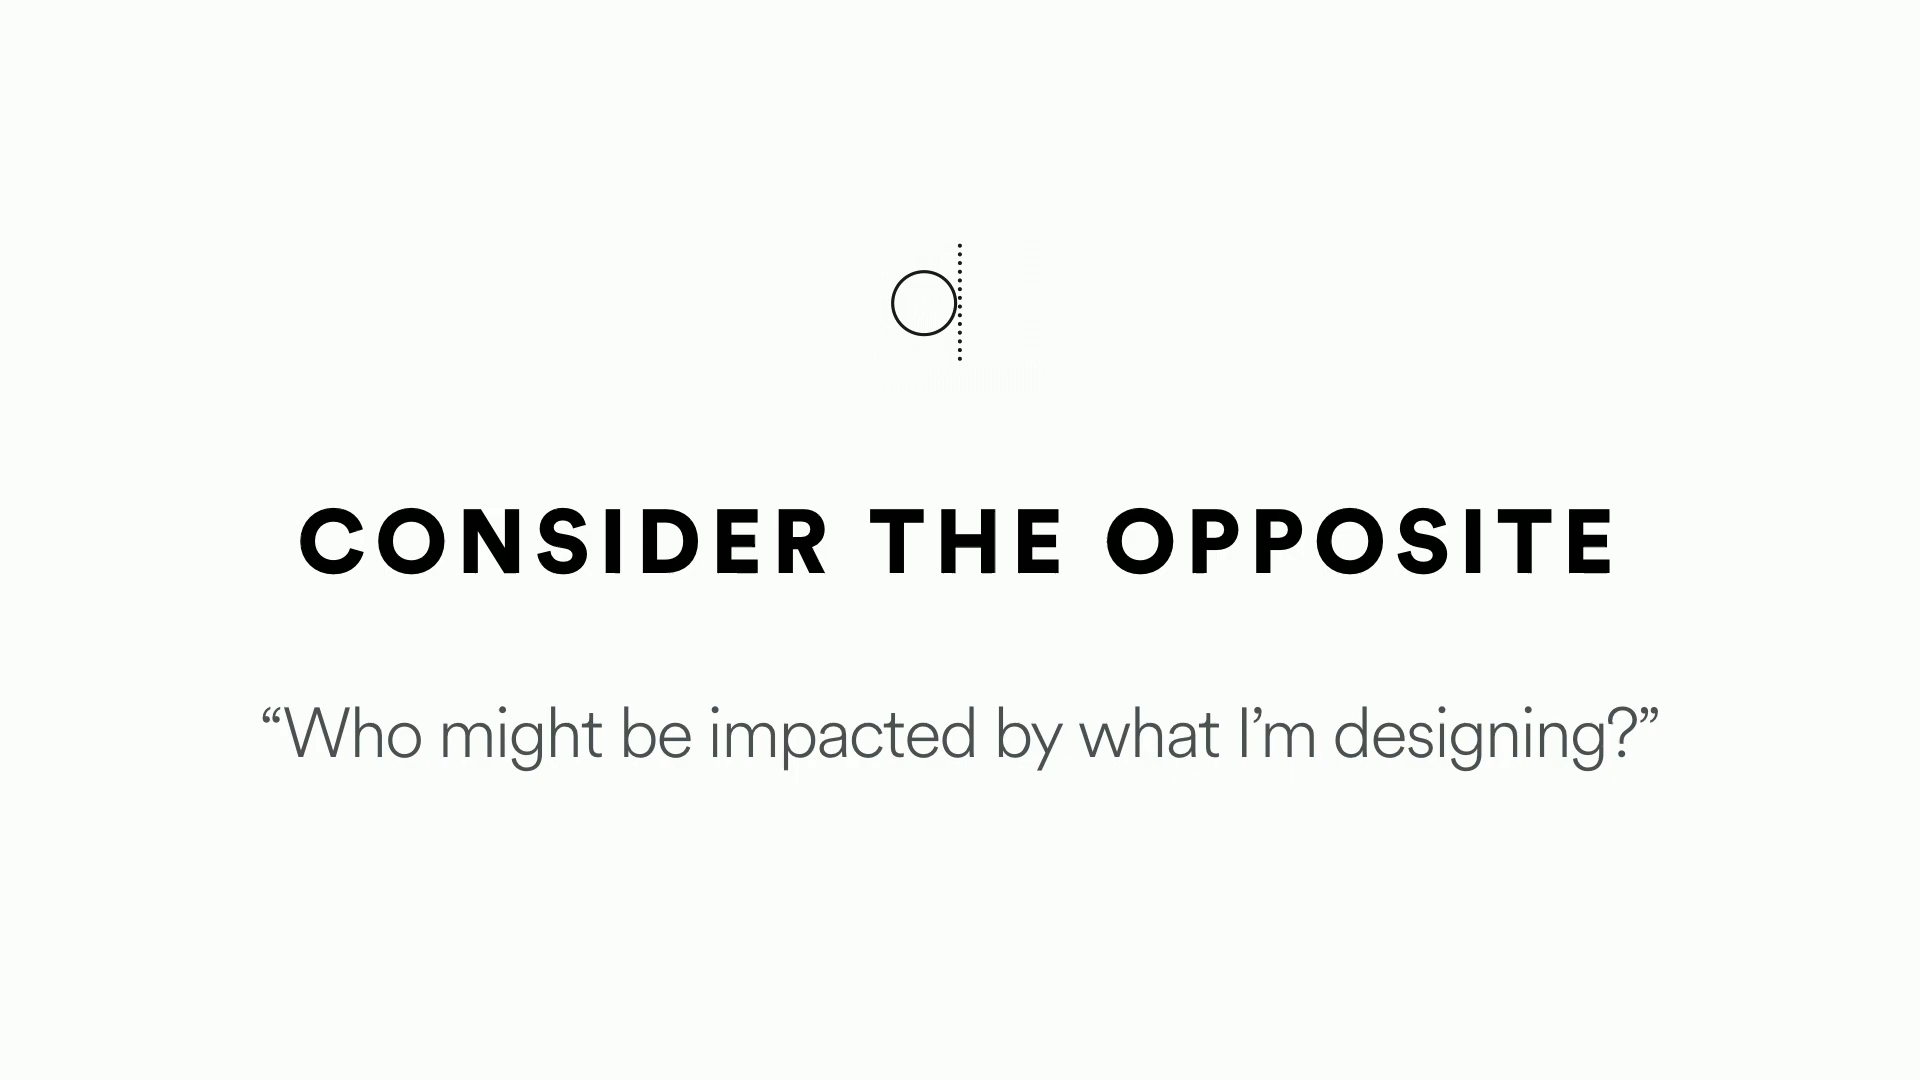 CONSIDER THE OPPOSITE
“Who might be impacted by what I’m designing?”